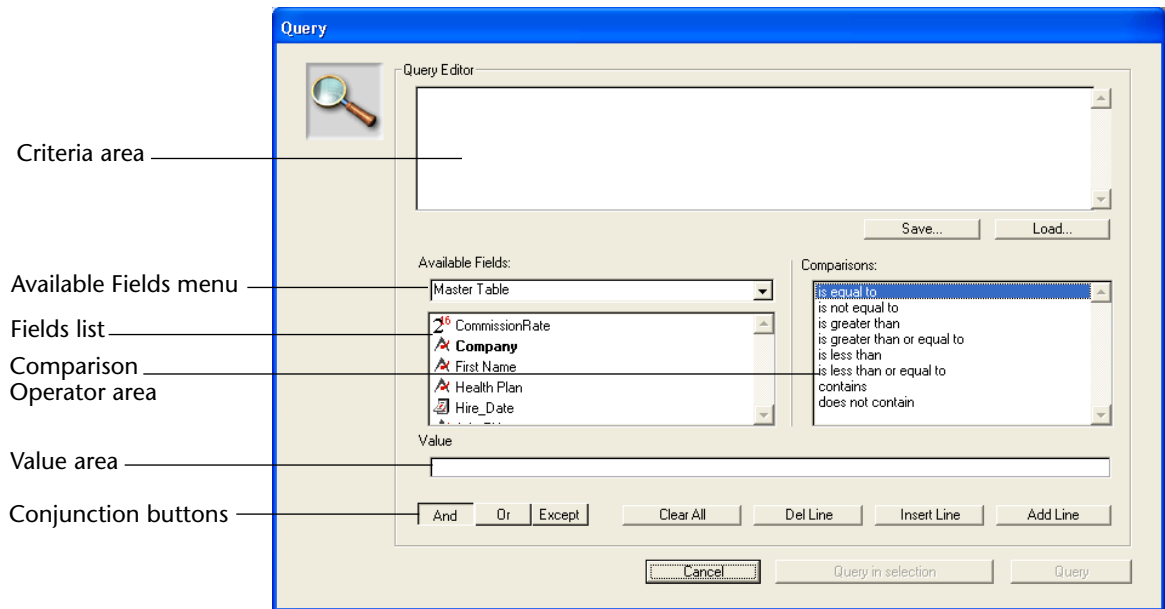 Query
Query Editor
Criteria area
Save... Load...
Available Fields: Comparisons:
Available Fields menu
Master Table
is equal to
is not equal to
is greater than
is greater than or equal to
is less than
is less than or equal to
contains
does not contain
Fields list
2 16 CommissionRate
Company
First Name
Health Plan
Hire_Date
Comparison
Operator area
Value
Value area
Conjunction buttons
And Or Except Clear All Del Line Insert Line Add Line
Cancel Query in selection Query